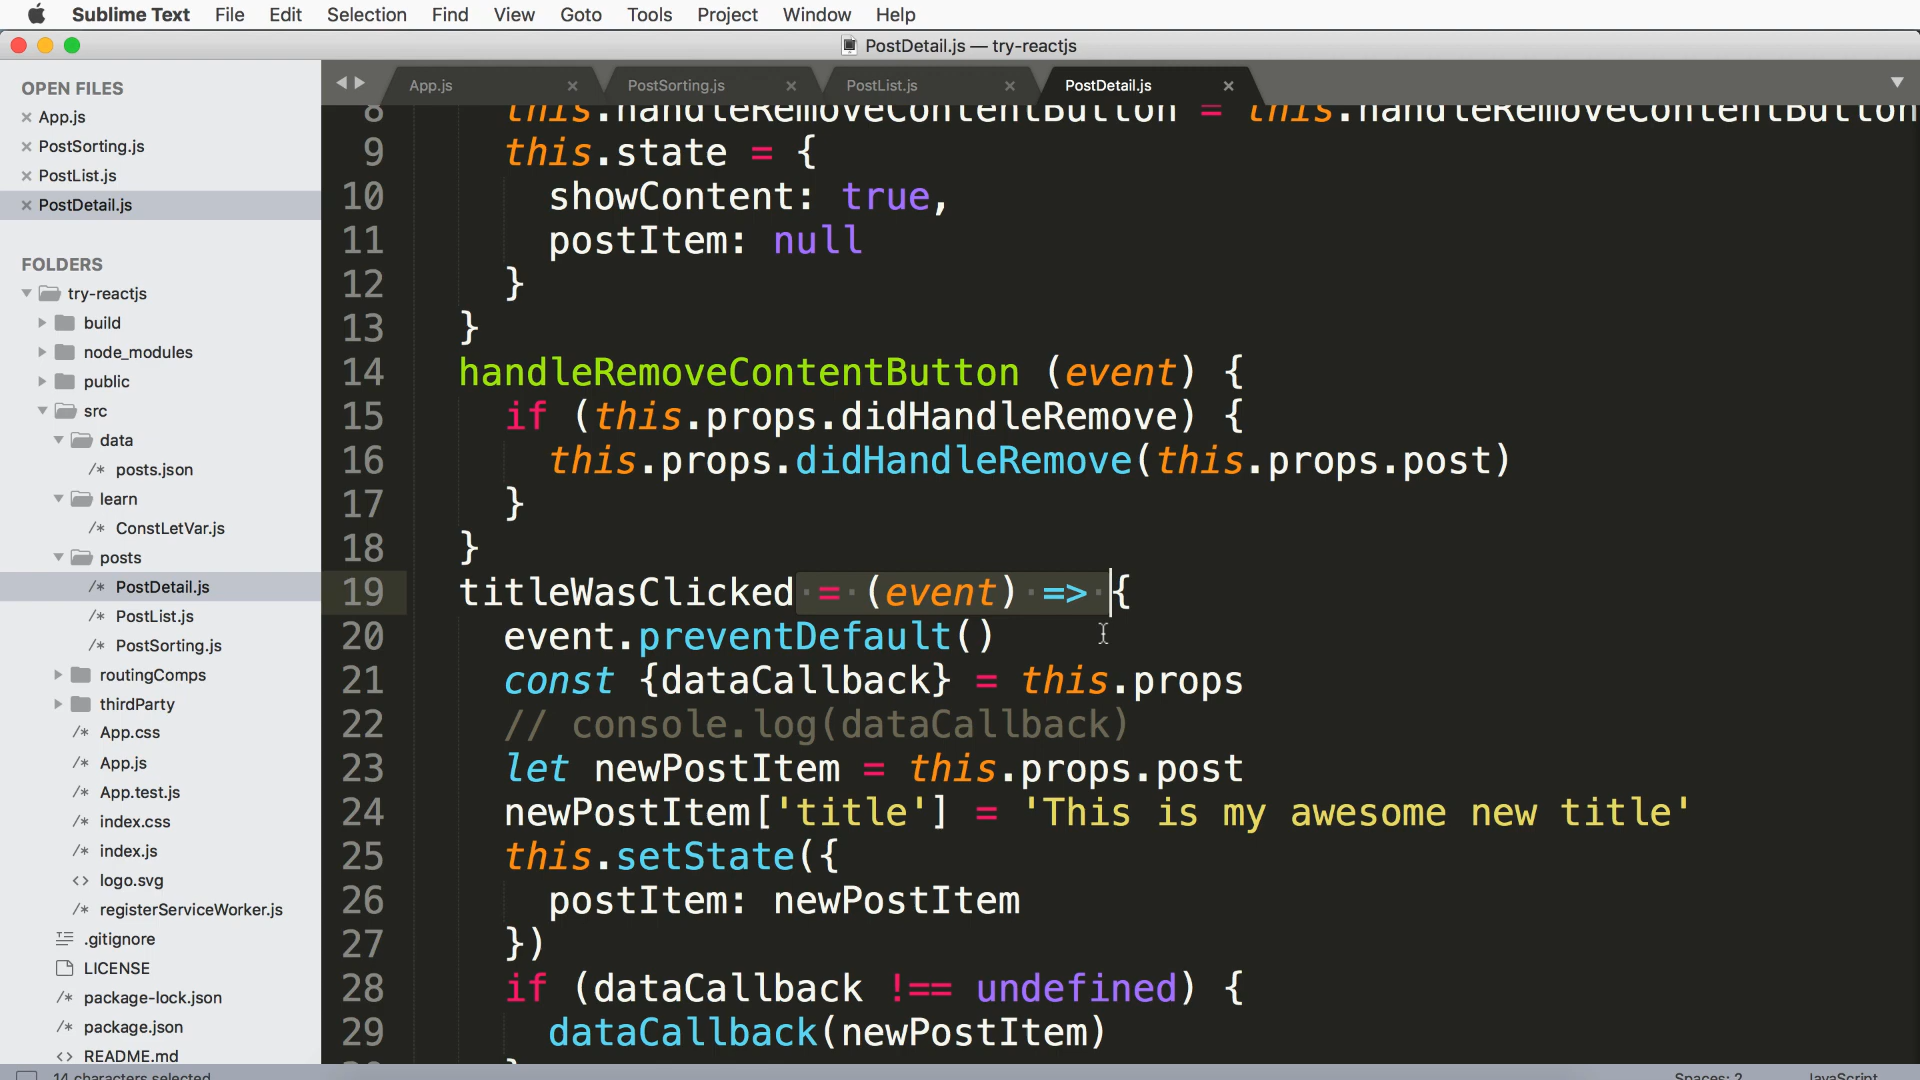 Sublime Text File Edit Selection Find View Goto Tools Project Window Help
PostDetail.js — try-reactjs
OPEN FILES
App.js
PostSorting.js
PostList.js
PostDetail.js
FOLDERS
try-reactjs
build
node_modules
public
src
data
/* posts.json
learn
/* ConstLetVar.js
posts
/* PostDetail.js
/* PostList.js
/* PostSorting.js
routingComps
thirdParty
/* App.css
/* App.js
/* App.test.js
/* index.css
/* index.js
<> logo.svg
/* registerServiceWorker.js
.gitignore
LICENSE
/* package-lock.json
/* package.json
<> README.md
App.js PostSorting.js PostList.js PostDetail.js
8 this.handleRemoveContentButton = this.handleRemoveContentButton
9 this.state = {
10 showContent: true,
11 postItem: null
12 }
13 }
14 handleRemoveContentButton (event) {
15 if (this.props.didHandleRemove) {
16 this.props.didHandleRemove(this.props.post)
17 }
18 }
19 titleWasClicked = (event) => {
20 event.preventDefault()
21 const {dataCallback} = this.props
22 // console.log(dataCallback)
23 let newPostItem = this.props.post
24 newPostItem['title'] = 'This is my awesome new title'
25 this.setState({
26 postItem: newPostItem
27 })
28 if (dataCallback !== undefined) {
29 dataCallback(newPostItem)
14 characters selected Spaces: 2 JavaScript